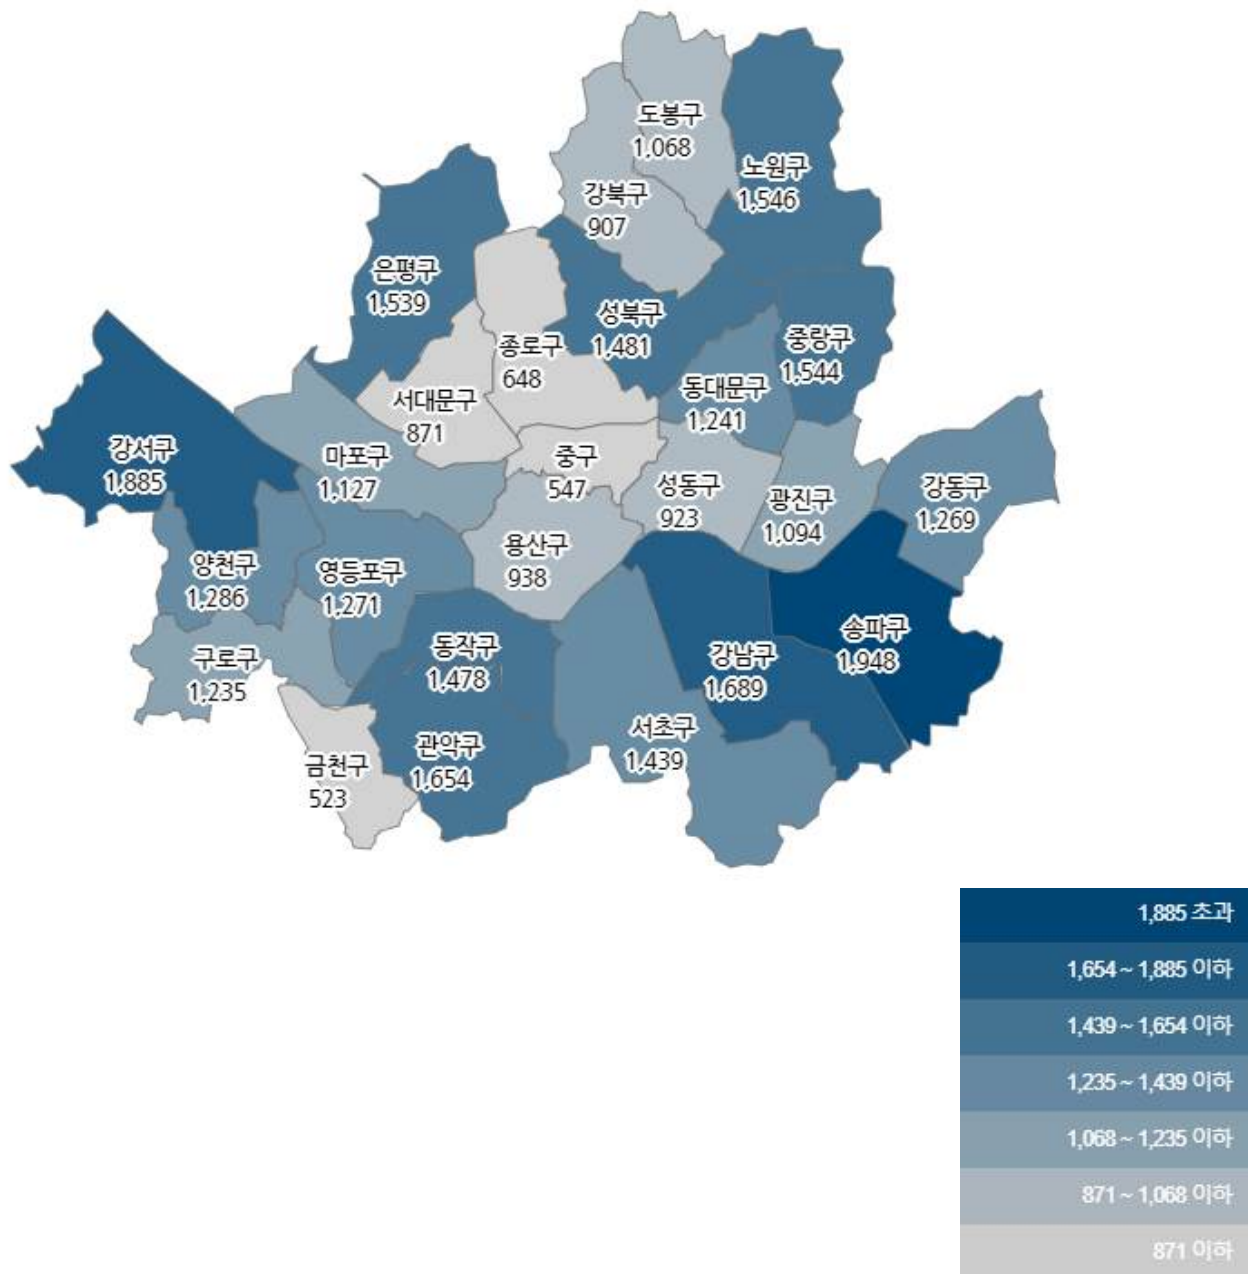 도봉구
1,068
노원구
1,546
강북구
907
은평구
1,539
성북구
1,481
중랑구
1,544
종로구
648
동대문구
1,241
서대문구
871
강서구
1,885
마포구
1,127
중구
547
성동구
923
광진구
1,094
강동구
1,269
용산구
938
양천구
1,286
영등포구
1,271
송파구
1,948
동작구
1,478
강남구
1,689
구로구
1,235
서초구
1,439
관악구
1,654
금천구
523
1,885 초과
1,654 ~ 1,885 이하
1,439 ~ 1,654 이하
1,235 ~ 1,439 이하
1,068 ~ 1,235 이하
871 ~ 1,068 이하
871 이하